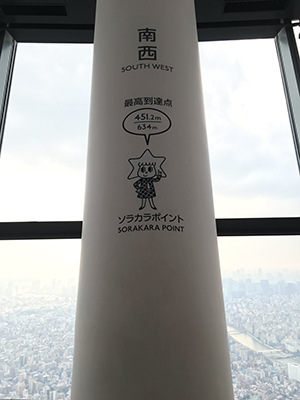 南西
SOUTH WEST
最高到達点
451.2m
634m
ソラカラポイント
SORAKARA POINT